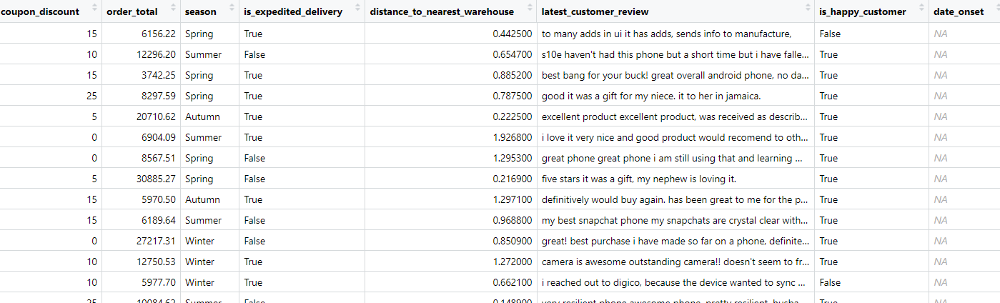 coupon_discount order_total season is_expedited_delivery distance_to_nearest_warehouse latest_customer_review is_happy_customer date_onset
15 6156.22 Spring True 0.442500 to many adds in ui it has adds, sends info to manufacture, False NA
10 12296.20 Summer False 0.654700 s10e haven't had this phone but a short time but i have falle... True NA
15 3742.25 Spring True 0.885200 best bang for your buck! great overall android phone, no da... True NA
25 8297.59 Spring True 0.787500 good it was a gift for my niece. it to her in jamaica. True NA
5 20710.62 Autumn True 0.222500 excellent product excellent product, was received as describ... True NA
0 6904.09 Summer True 1.926800 i love it very nice and good product would recomend to oth... True NA
0 8567.51 Spring False 1.295300 great phone great phone i am still using that and learning ... True NA
5 30885.27 Spring False 0.216900 five stars it was a gift, my nephew is loving it. True NA
15 5970.50 Autumn True 1.297100 definitively would buy again. has been great to me for the p... True NA
15 6189.64 Summer False 0.968800 my best snapchat phone my snapchats are crystal clear with... True NA
0 27217.31 Winter False 0.850900 great! best purchase i have made so far on a phone, definite... True NA
10 12750.53 Winter True 1.272000 camera is awesome outstanding camera!! doesn't seem to fr... True NA
10 5977.70 Winter True 0.662100 i reached out to digico, because the device wanted to sync ... False NA
25 10084.62 Summer False 0.148900 very resilient phone awesome phone, pretty resilient, husba... True NA